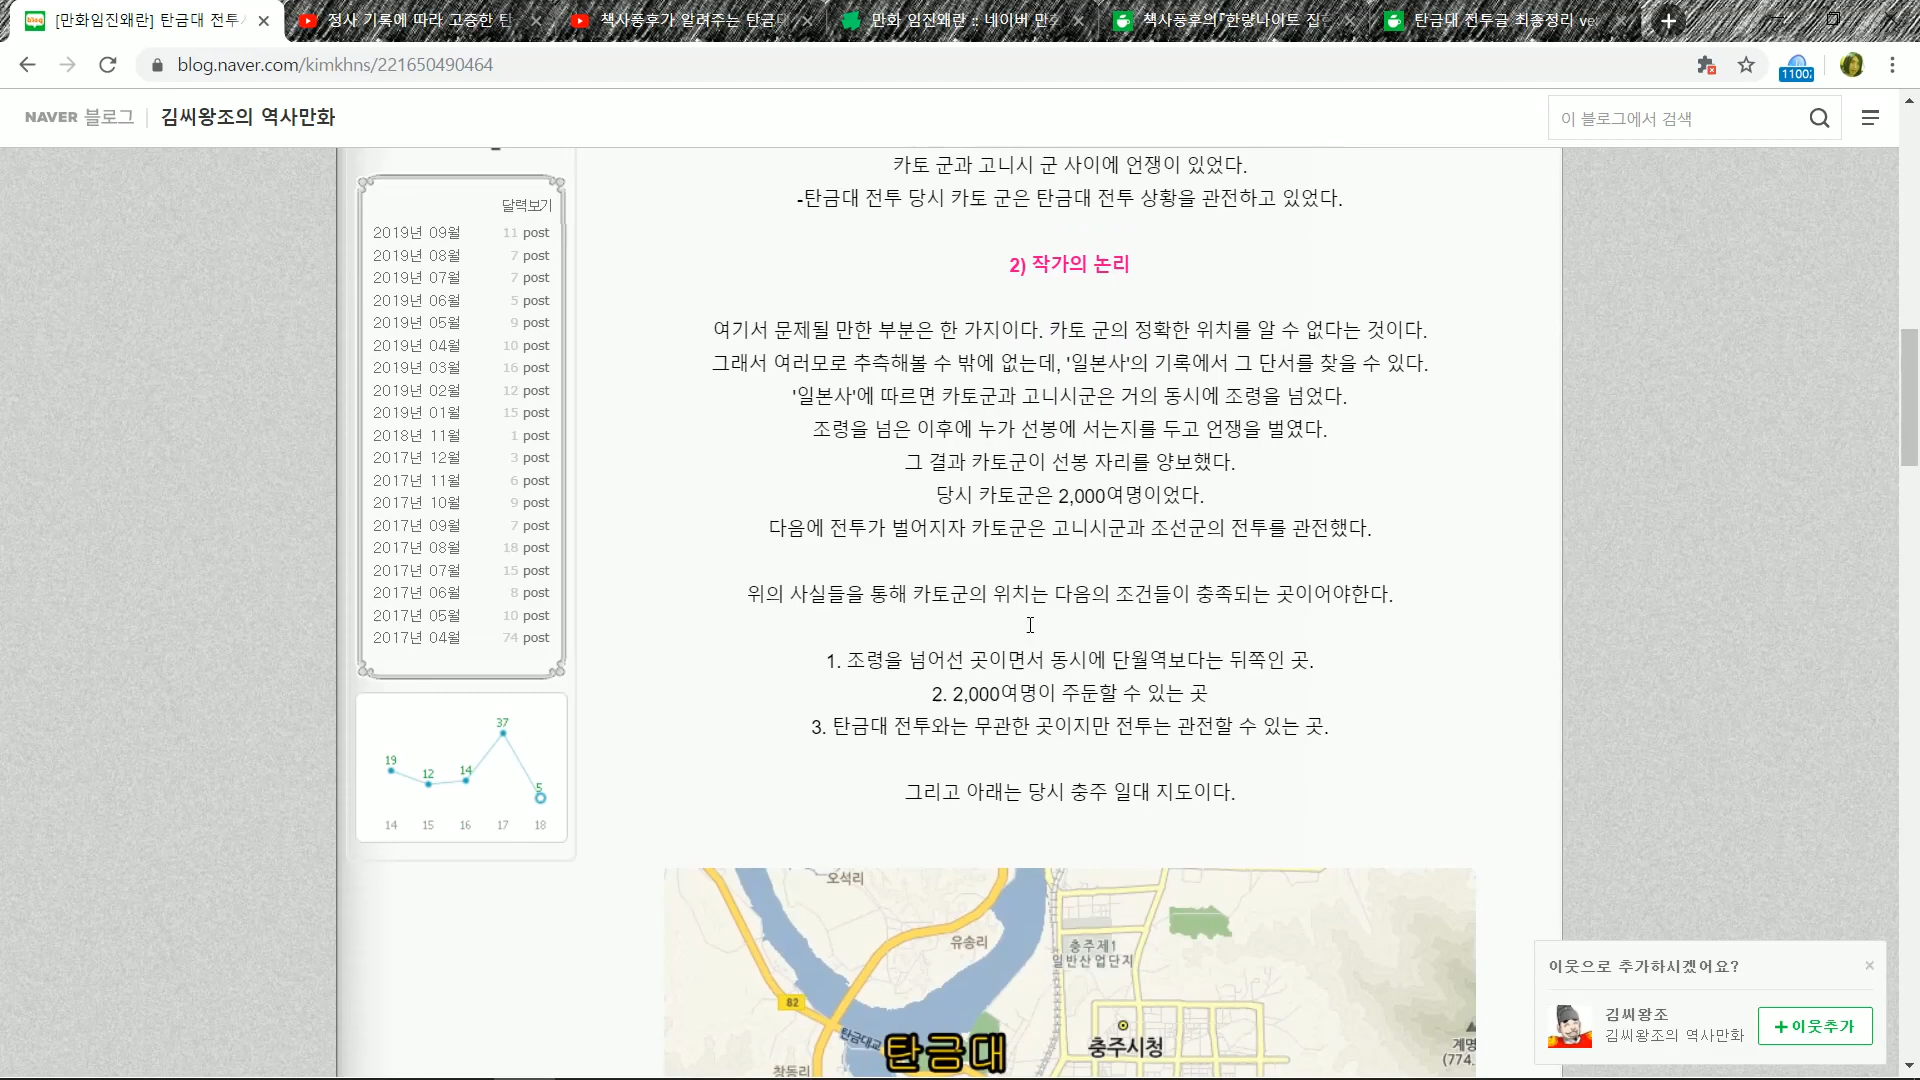 [만화임진왜란] 탄금대 전투
정사 기록에 따라 고증한 탄
책사풍후가 알려주는 탄금
만화 임진왜란 :: 네이버 만
책사풍후의「한량나이트 집
탄금대 전투글 최종정리 ve
blog.naver.com/kimkhns/221650490464
NAVER 블로그 김씨왕조의 역사만화
이 블로그에서 검색
달력보기
2019년 09월 11 post
2019년 08월 7 post
2019년 07월 7 post
2019년 06월 5 post
2019년 05월 9 post
2019년 04월 10 post
2019년 03월 16 post
2019년 02월 12 post
2019년 01월 15 post
2018년 11월 1 post
2017년 12월 3 post
2017년 11월 6 post
2017년 10월 9 post
2017년 09월 7 post
2017년 08월 18 post
2017년 07월 15 post
2017년 06월 8 post
2017년 05월 10 post
2017년 04월 74 post
19 12 14 37 5
14 15 16 17 18
카토 군과 고니시 군 사이에 언쟁이 있었다.
-탄금대 전투 당시 카토 군은 탄금대 전투 상황을 관전하고 있었다.
2) 작가의 논리
여기서 문제될 만한 부분은 한 가지이다. 카토 군의 정확한 위치를 알 수 없다는 것이다.
그래서 여러모로 추측해볼 수 밖에 없는데, '일본사'의 기록에서 그 단서를 찾을 수 있다.
'일본사'에 따르면 카토군과 고니시군은 거의 동시에 조령을 넘었다.
조령을 넘은 이후에 누가 선봉에 서는지를 두고 언쟁을 벌였다.
그 결과 카토군이 선봉 자리를 양보했다.
당시 카토군은 2,000여명이었다.
다음에 전투가 벌어지자 카토군은 고니시군과 조선군의 전투를 관전했다.
위의 사실들을 통해 카토군의 위치는 다음의 조건들이 충족되는 곳이어야한다.
1. 조령을 넘어선 곳이면서 동시에 단월역보다는 뒤쪽인 곳.
2. 2,000여명이 주둔할 수 있는 곳
3. 탄금대 전투와는 무관한 곳이지만 전투는 관전할 수 있는 곳.
그리고 아래는 당시 충주 일대 지도이다.
오석리
유송리
충주제1
일반산업단지
82
탄금대교
탄금대
충주시청
계명
(774.
창동리
이웃으로 추가하시겠어요?
김씨왕조
김씨왕조의 역사만화
+이웃추가